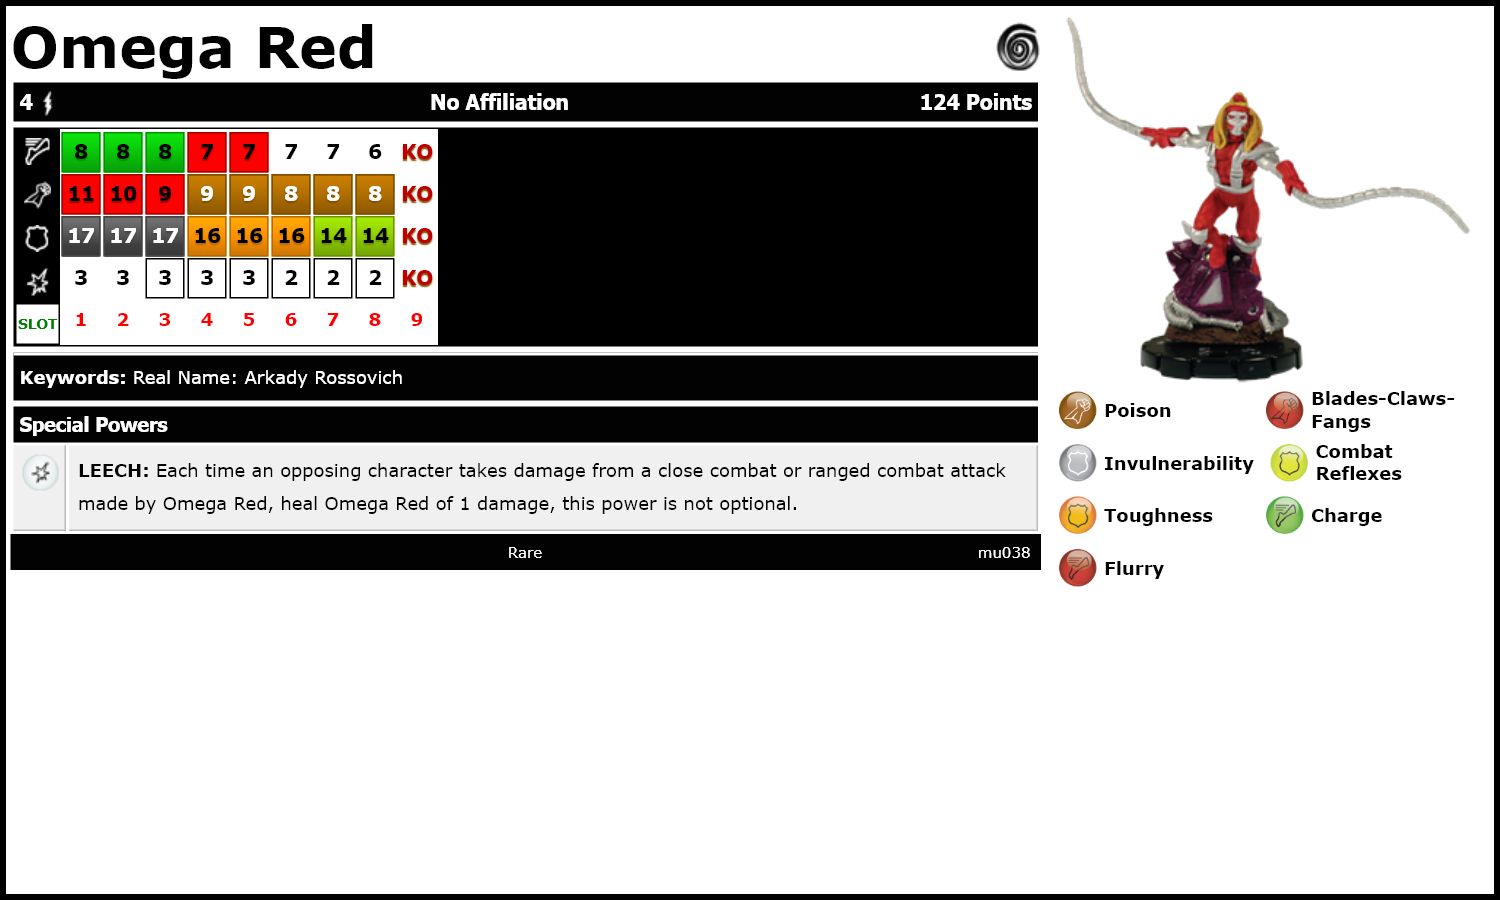 Omega Red
4 No Affiliation 124 Points
8 8 8 7 7 7 7 6 KO
11 10 9 9 9 8 8 8 KO
17 17 17 16 16 16 14 14 KO
3 3 3 3 3 2 2 2 KO
SLOT 1 2 3 4 5 6 7 8 9
Keywords: Real Name: Arkady Rossovich
Special Powers
LEECH: Each time an opposing character takes damage from a close combat or ranged combat attack
made by Omega Red, heal Omega Red of 1 damage, this power is not optional.
Rare mu038
Poison
Blades-Claws-
Fangs
Invulnerability
Combat
Reflexes
Toughness
Charge
Flurry